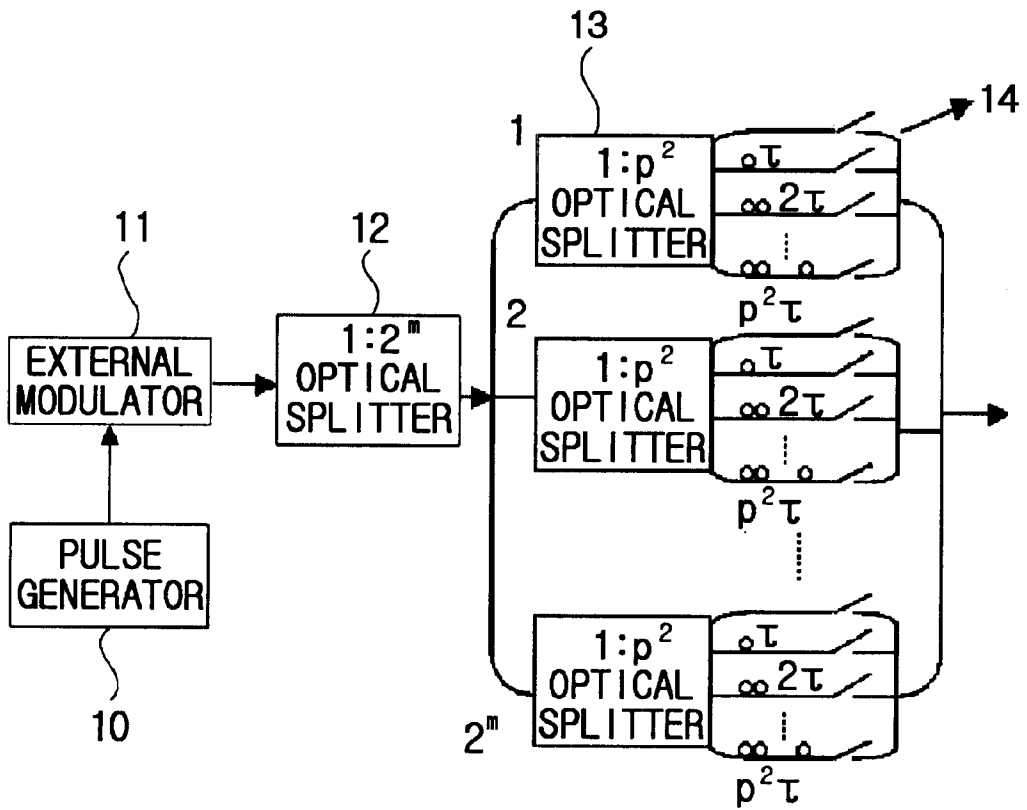 13
14
1
1:p²
OPTICAL
SPLITTER
τ
2τ
p²τ
11
12
EXTERNAL
MODULATOR
1:2ᵐ
OPTICAL
SPLITTER
2
1:p²
OPTICAL
SPLITTER
τ
2τ
p²τ
PULSE
GENERATOR
10
2ᵐ
1:p²
OPTICAL
SPLITTER
τ
2τ
p²τ